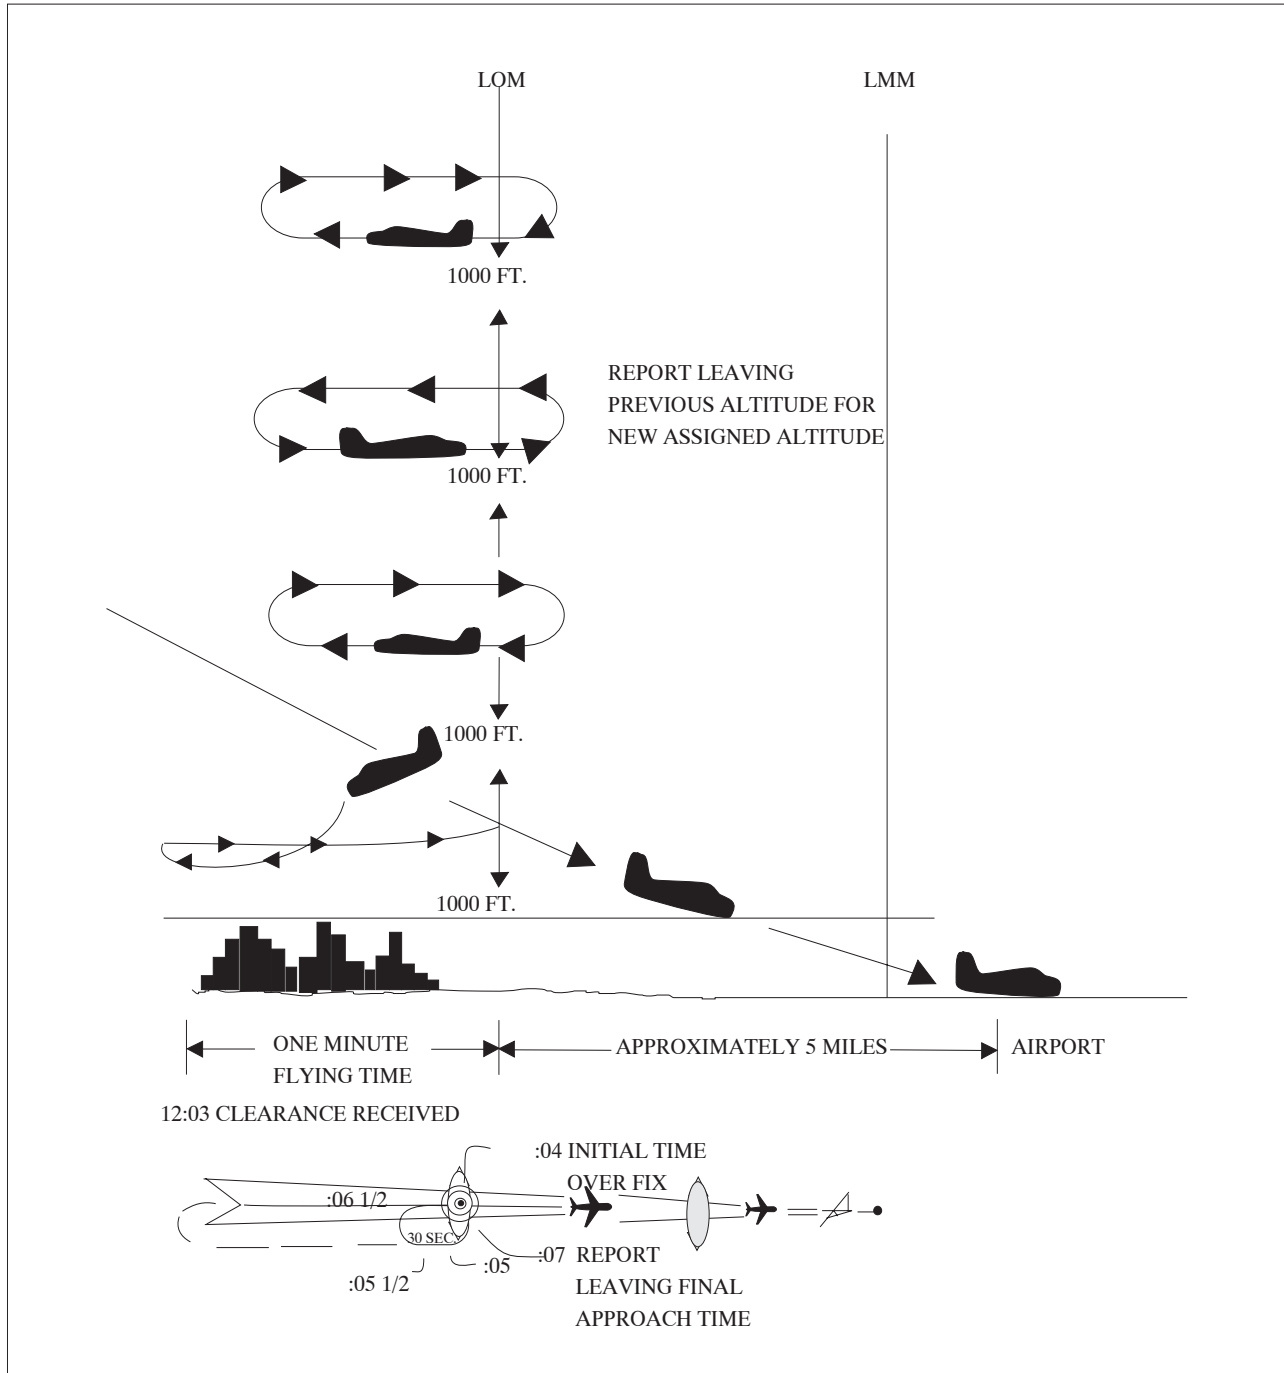 LOM
LMM
1000 FT.
REPORT LEAVING
PREVIOUS ALTITUDE FOR
NEW ASSIGNED ALTITUDE
1000 FT.
1000 FT.
1000 FT.
ONE MINUTE
FLYING TIME
APPROXIMATELY 5 MILES
AIRPORT
12:03 CLEARANCE RECEIVED
:04 INITIAL TIME
OVER FIX
:06 1/2
30 SEC.
:05
:05 1/2
:07 REPORT
LEAVING FINAL
APPROACH TIME